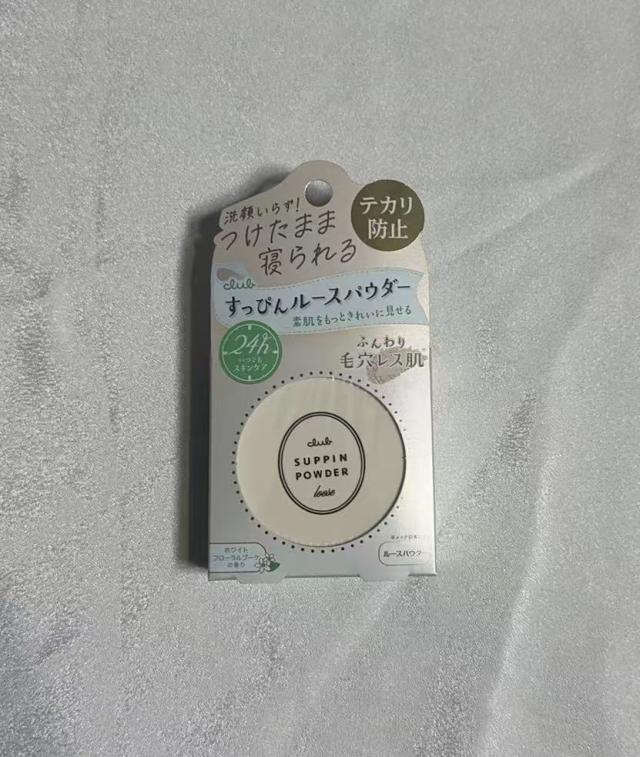 洗顔いらず!
つけたまま
寝られる
テカリ
防止
club
すっぴんルースパウダー
素肌をもっときれいに見せる
24h
いつでも
スキンケア
ふんわり
毛穴レス肌
club
SUPPIN
POWDER
loose
ホワイト
フローラルブーケ
の香り
ルースパウダー